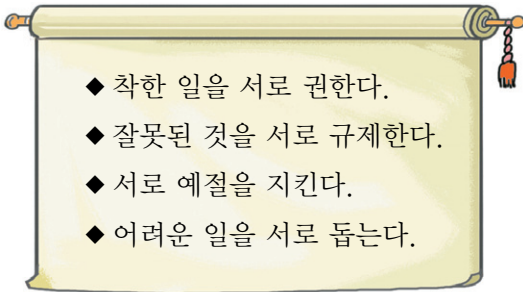 ◆ 착한 일을 서로 권한다.
◆ 잘못된 것을 서로 규제한다.
◆ 서로 예절을 지킨다.
◆ 어려운 일을 서로 돕는다.